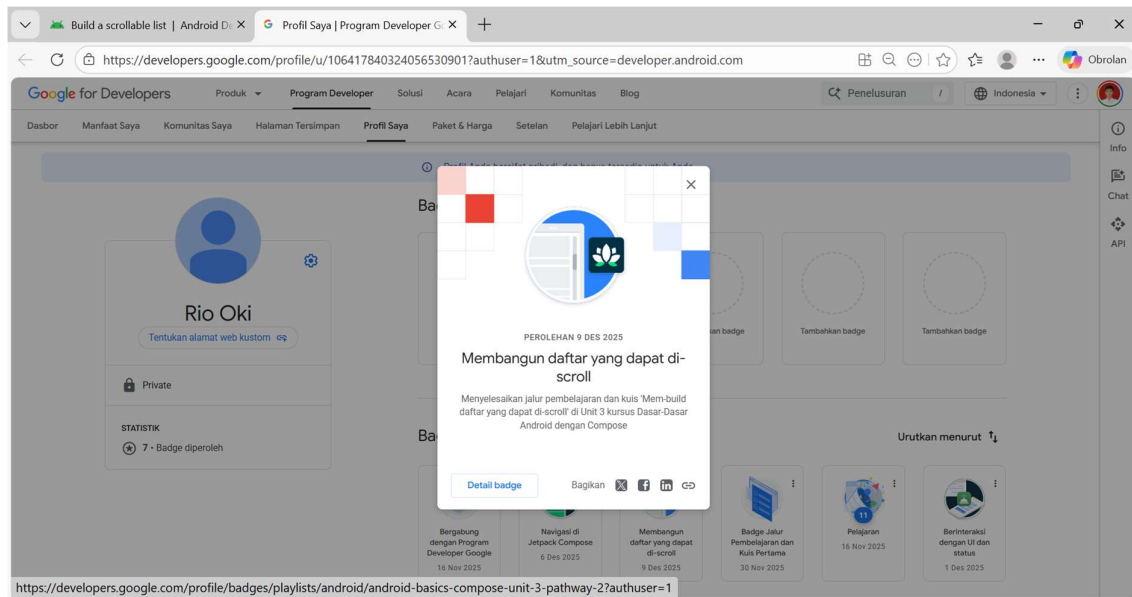 Build a scrollable list | Android De
Profil Saya | Program Developer Go
https://developers.google.com/profile/u/106417840324056530901?authuser=1&utm_source=developer.android.com
Obrolan
Google for Developers
Produk
Program Developer
Solusi
Acara
Pelajari
Komunitas
Blog
Penelusuran
/
Indonesia
Dasbor
Manfaat Saya
Komunitas Saya
Halaman Tersimpan
Profil Saya
Paket & Harga
Setelan
Pelajari Lebih Lanjut
Info
Chat
API
Rio Oki
Tentukan alamat web kustom
Private
STATISTIK
7 • Badge diperoleh
Ba
PEROLEHAN 9 DES 2025
Membangun daftar yang dapat di-
scroll
Menyelesaikan jalur pembelajaran dan kuis 'Mem-build
daftar yang dapat di-scroll' di Unit 3 kursus Dasar-Dasar
Android dengan Compose
Detail badge
Bagikan
an badge
Tambahkan badge
Tambahkan badge
Ba
Urutkan menurut
Bergabung
dengan Program
Developer Google
16 Nov 2025
Navigasi di
Jetpack Compose
6 Des 2025
Membangun
daftar yang dapat
di-scroll
9 Des 2025
Badge Jalur
Pembelajaran dan
Kuis Pertama
30 Nov 2025
11
Pelajaran
16 Nov 2025
Berinteraksi
dengan UI dan
status
1 Des 2025
https://developers.google.com/profile/badges/playlists/android/android-basics-compose-unit-3-pathway-2?authuser=1